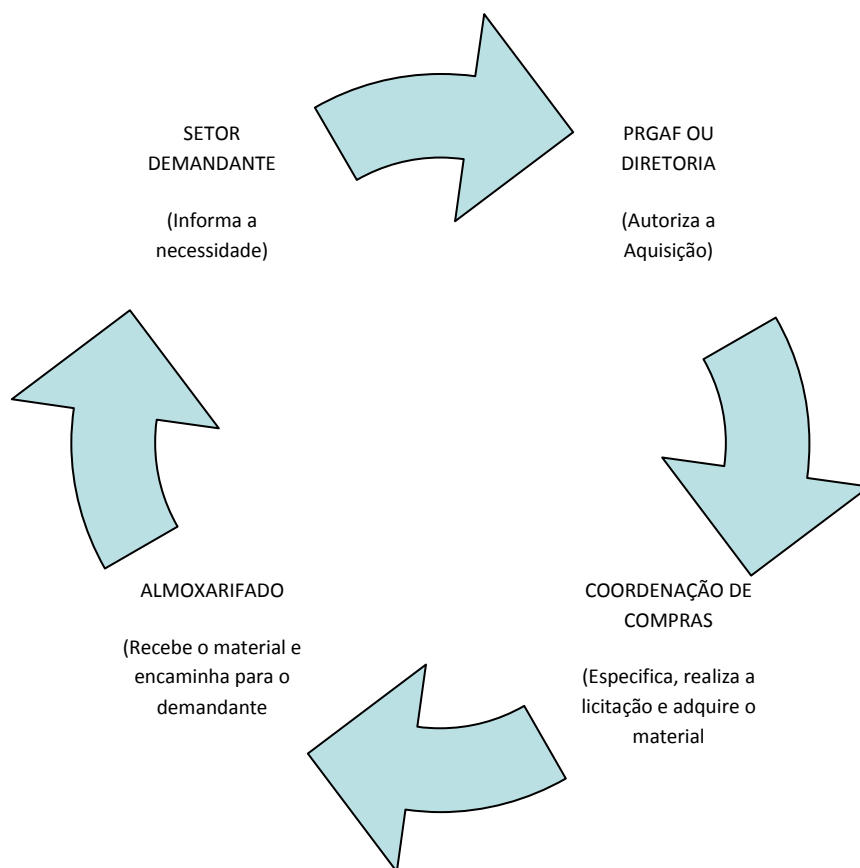 SETOR
DEMANDANTE
(Informa a
necessidade)
PRGAF OU
DIRETORIA
(Autoriza a
Aquisição)
COORDENAÇÃO DE
COMPRAS
(Especifica, realiza a
licitação e adquire o
material
ALMOXARIFADO
(Recebe o material e
encaminha para o
demandante